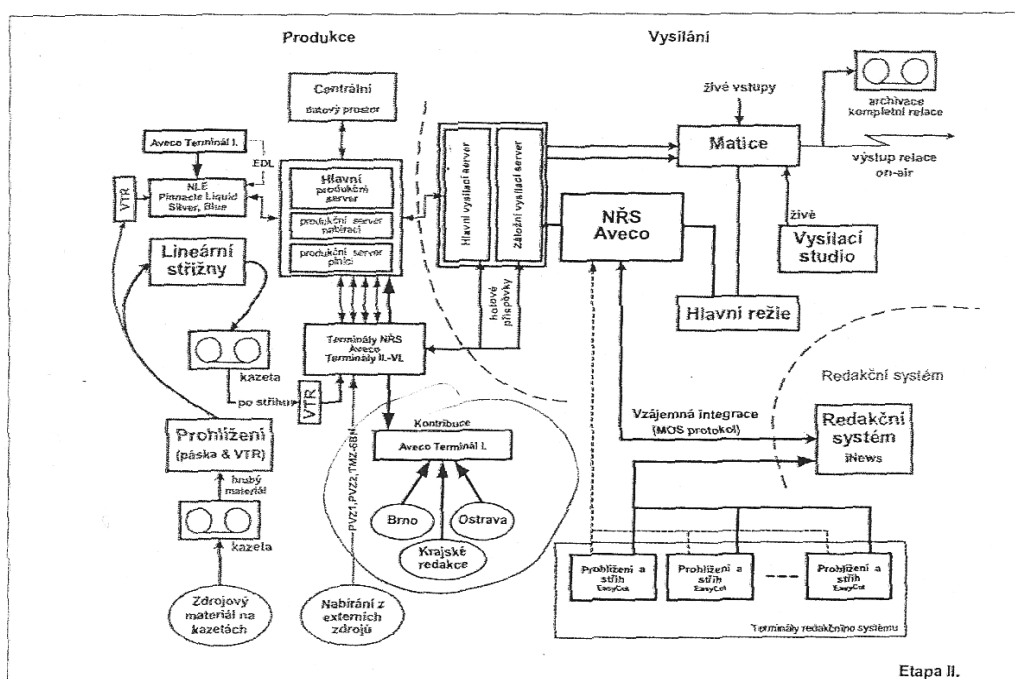 Produkce
Vysílání
Centrální
datový prostor
živé vstupy
archivace
kompletní relace
Aveco Terminál I.
EDL
Matice
výstup relace
on-air
VTR
NLE
Pinnacle Liquid
Silver, Blue
Hlavní
produkční
server
produkční server
nabírací
produkční server
plnicí
Hlavní vysílací server
Záložní vysílací server
NŘS
Aveco
živé
Vysílací
studio
Lineární
střižny
Hlavní režie
hotové
příspěvky
kazeta
Terminály NŘS
Aveco
Terminály II.-VI.
po střihu
VTR
Redakční systém
Prohlížení
(páska & VTR)
Kontribuce
Aveco Terminál I.
Vzájemná integrace
(MOS protokol)
Redakční
systém
iNews
hrubý
materiál
PVZ1, PVZ2, TMZ-6BN
Brno
Ostrava
Krajské
redakce
kazeta
Prohlížení a
střih
EasyCut
Prohlížení a
střih
EasyCut
Prohlížení a
střih
EasyCut
Zdrojový
materiál na
kazetách
Nabírání z
externích
zdrojů
Terminály redakčního systému
Etapa II.